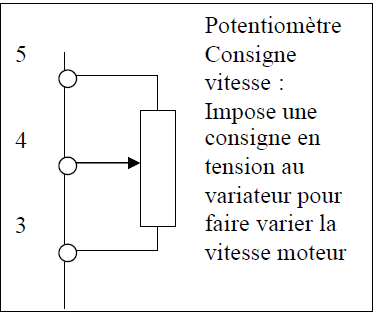 Potentiomètre
5
Consigne
vitesse :
Impose une
4
consigne en
tension au
variateur pour
3
faire varier la
vitesse moteur